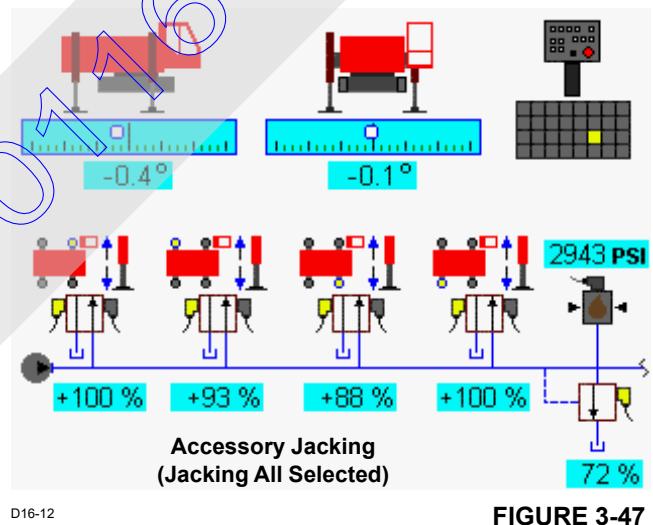 -0.4°
-0.1°
2943 PSI
+100 %
+93 %
+88 %
+100 %
72 %
Accessory Jacking
(Jacking All Selected)
D16-12
FIGURE 3-47